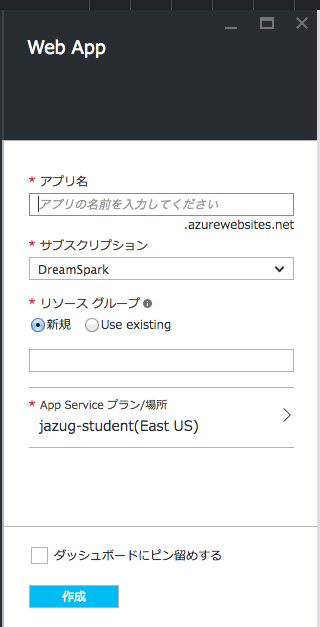 Web App
* アプリ名
アプリの名前を入力してください
.azurewebsites.net
* サブスクリプション
DreamSpark
* リソース グループ
新規 Use existing
* App Service プラン/場所
jazug-student(East US)
ダッシュボードにピン留めする
作成